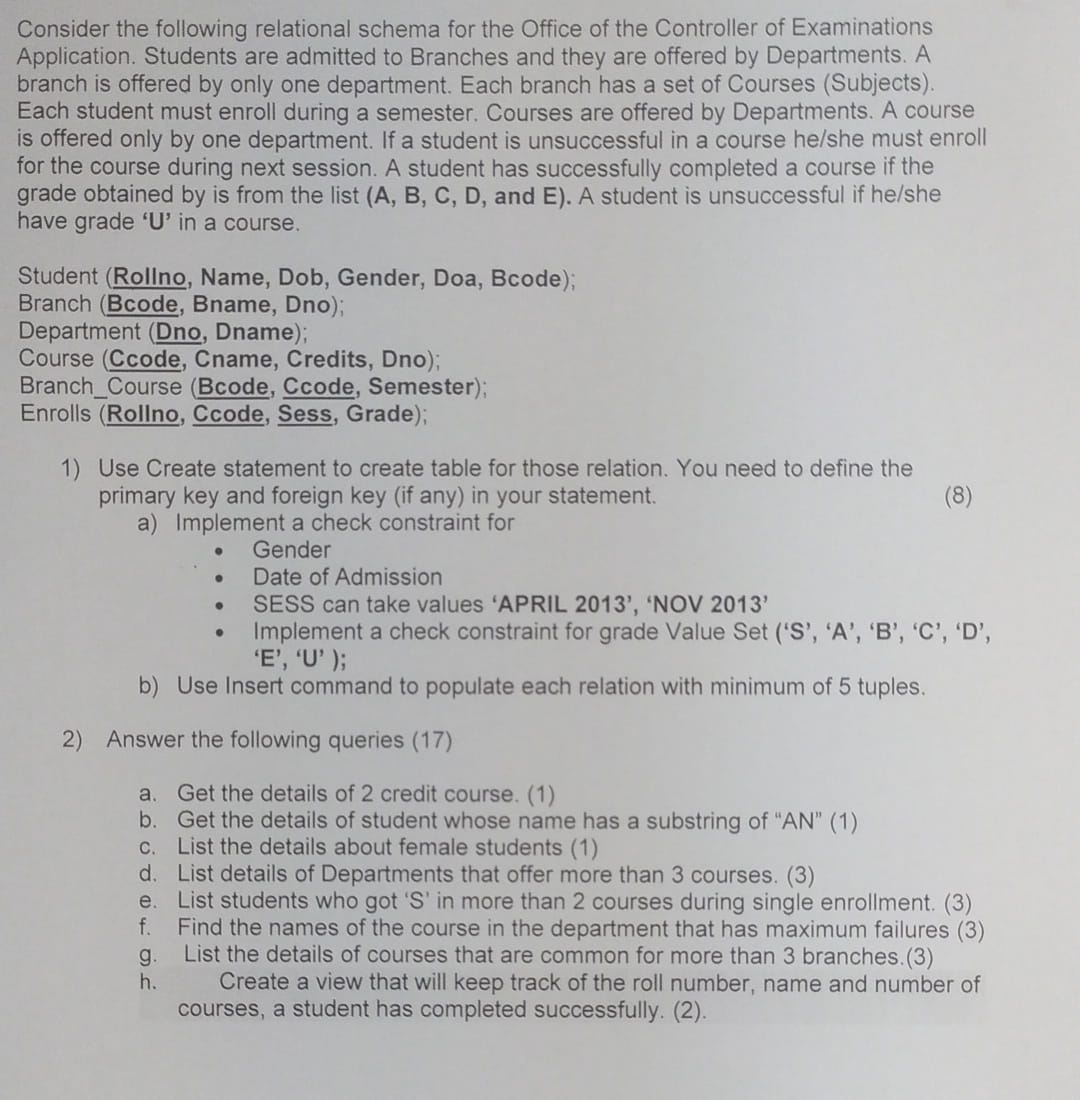 Consider the following relational schema for the Office of the Controller of Examinations
Application. Students are admitted to Branches and they are offered by Departments. A
branch is offered by only one department. Each branch has a set of Courses (Subjects).
Each student must enroll during a semester. Courses are offered by Departments. A course
is offered only by one department. If a student is unsuccessful in a course he/she must enroll
for the course during next session. A student has successfully completed a course if the
grade obtained by is from the list (A, B, C, D, and E). A student is unsuccessful if he/she
have grade ‘U’ in a course.
Student (Rollno, Name, Dob, Gender, Doa, Bcode);
Branch (Bcode, Bname, Dno);
Department (Dno, Dname);
Course (Ccode, Cname, Credits, Dno);
Branch_Course (Bcode, Ccode, Semester);
Enrolls (Rollno, Ccode, Sess, Grade);
1) Use Create statement to create table for those relation. You need to define the
primary key and foreign key (if any) in your statement. (8)
a) Implement a check constraint for
• Gender
• Date of Admission
• SESS can take values ‘APRIL 2013’, ‘NOV 2013’
• Implement a check constraint for grade Value Set (‘S’, ‘A’, ‘B’, ‘C’, ‘D’,
‘E’, ‘U’ );
b) Use Insert command to populate each relation with minimum of 5 tuples.
2) Answer the following queries (17)
a. Get the details of 2 credit course. (1)
b. Get the details of student whose name has a substring of “AN” (1)
c. List the details about female students (1)
d. List details of Departments that offer more than 3 courses. (3)
e. List students who got ‘S’ in more than 2 courses during single enrollment. (3)
f. Find the names of the course in the department that has maximum failures (3)
g. List the details of courses that are common for more than 3 branches.(3)
h. Create a view that will keep track of the roll number, name and number of
courses, a student has completed successfully. (2).